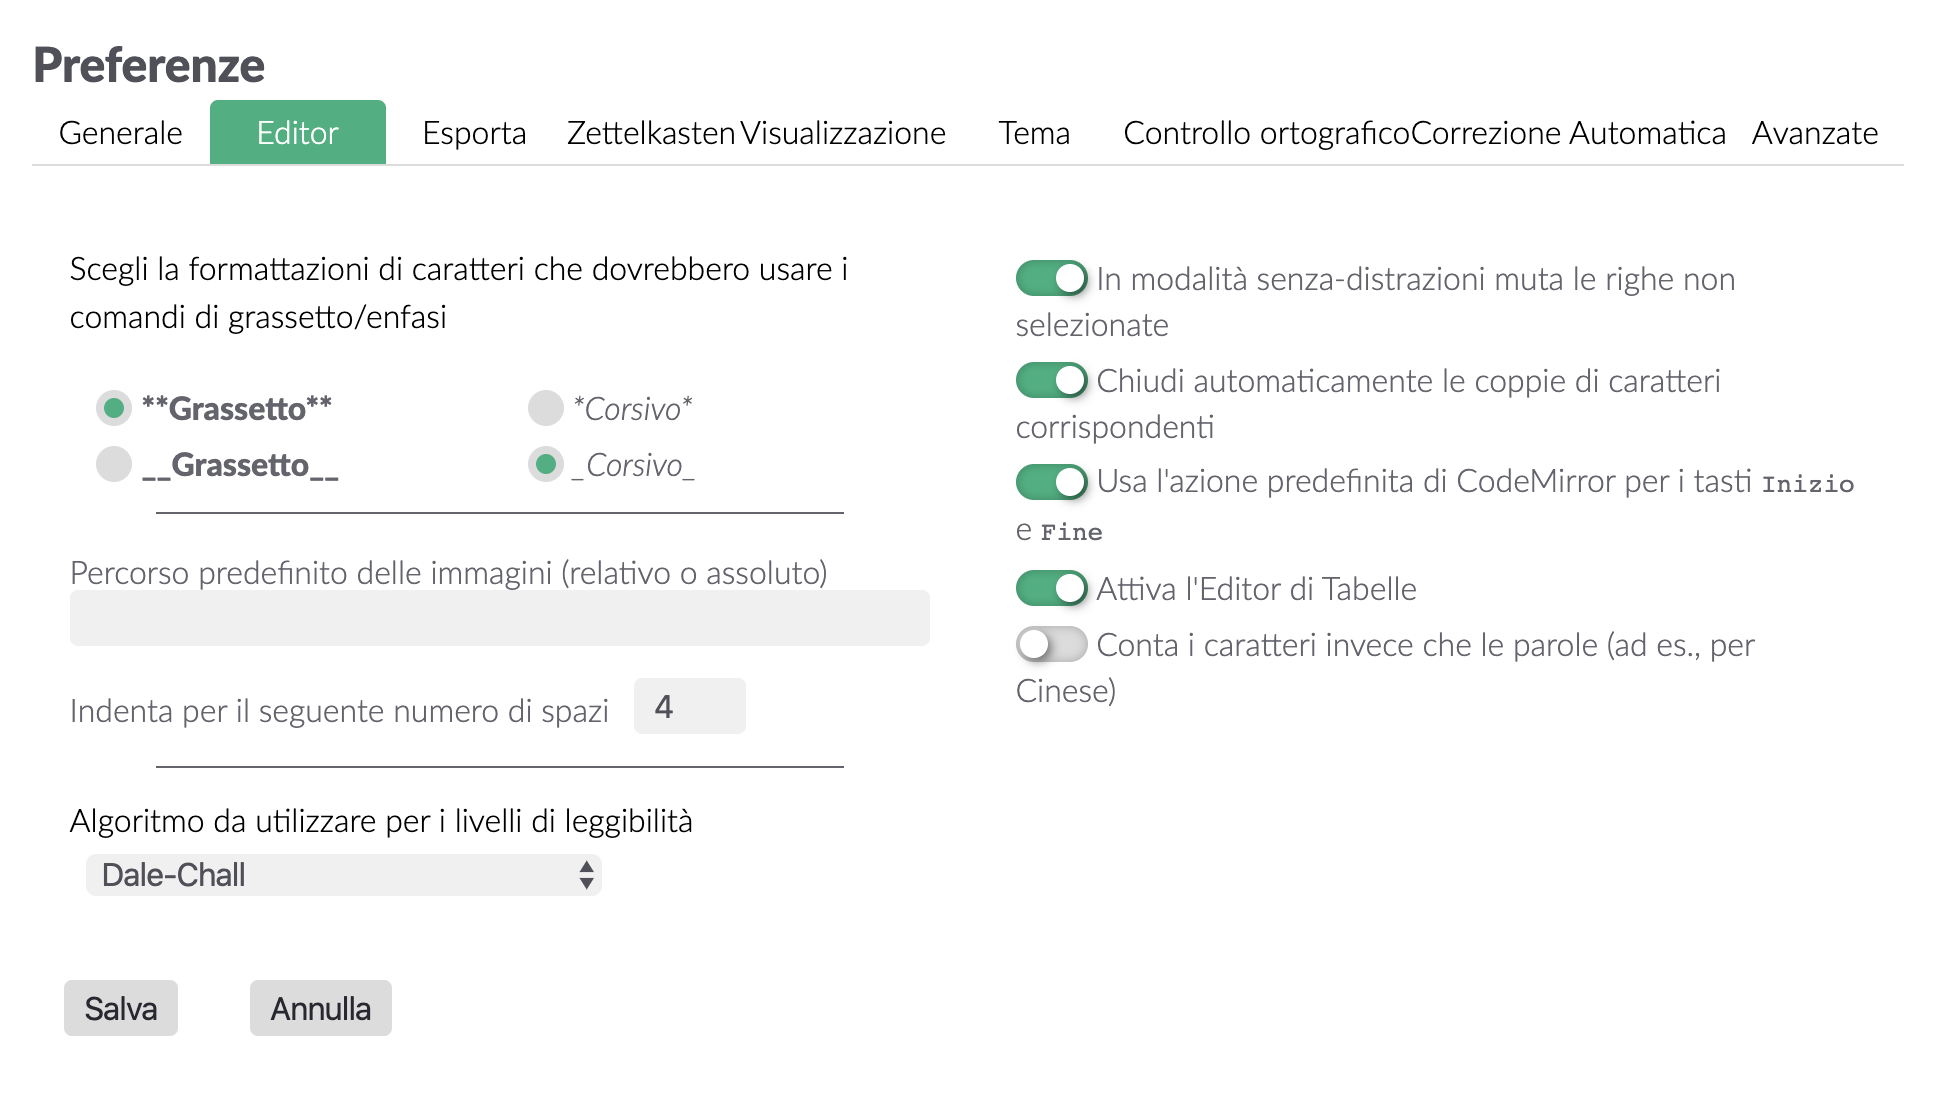 Preferenze
Generale Editor Esporta Zettelkasten Visualizzazione Tema Controllo ortografico Correzione Automatica Avanzate
Scegli la formattazioni di caratteri che dovrebbero usare i
comandi di grassetto/enfasi
**Grassetto** *Corsivo*
__Grassetto__ _Corsivo_
Percorso predefinito delle immagini (relativo o assoluto)
Indenta per il seguente numero di spazi 4
Algoritmo da utilizzare per i livelli di leggibilità
Dale-Chall
In modalità senza-distrazioni muta le righe non
selezionate
Chiudi automaticamente le coppie di caratteri
corrispondenti
Usa l'azione predefinita di CodeMirror per i tasti Inizio
e Fine
Attiva l'Editor di Tabelle
Conta i caratteri invece che le parole (ad es., per
Cinese)
Salva Annulla